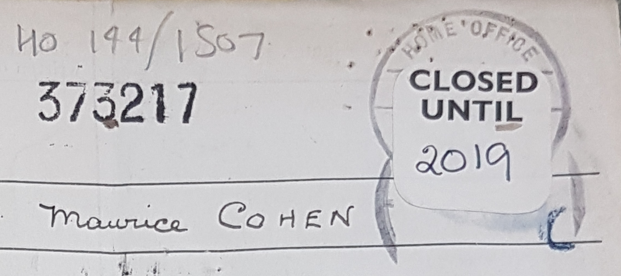 HO 144/1507
373217
HOME OFFICE
CLOSED
UNTIL
2019
Maurice COHEN
C